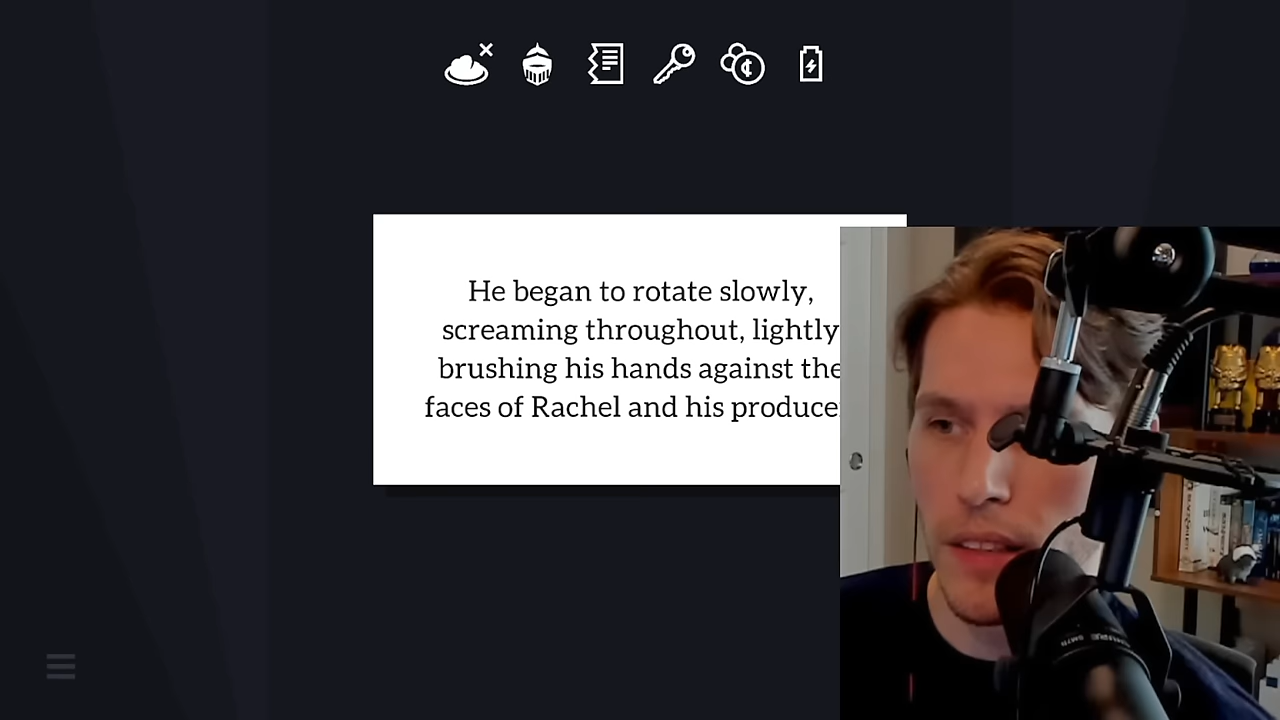 He began to rotate slowly,
screaming throughout, lightly
brushing his hands against the
faces of Rachel and his produce